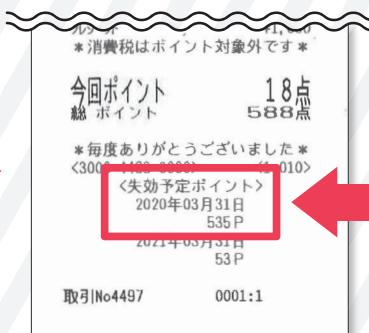 *消費税はポイント対象外です*
今回ポイント 18点
総 ポイント 588点
*毎度ありがとうございました*
<失効予定ポイント>
2020年03月31日
535P
2021年03月31日
53P
取引No4497 0001:1